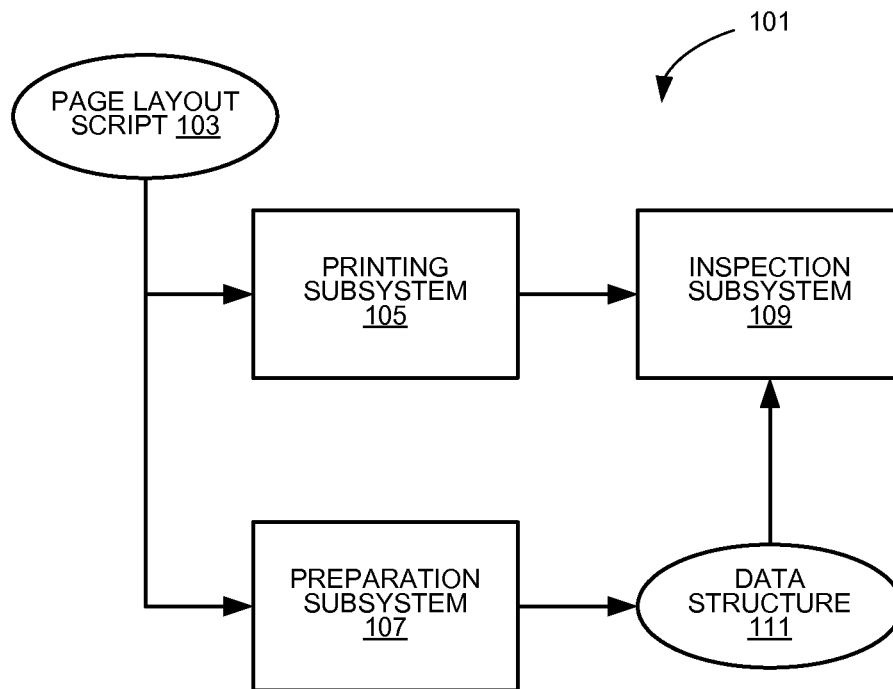 101
PAGE LAYOUT
SCRIPT 103
PRINTING
SUBSYSTEM
105
INSPECTION
SUBSYSTEM
109
PREPARATION
SUBSYSTEM
107
DATA
STRUCTURE
111